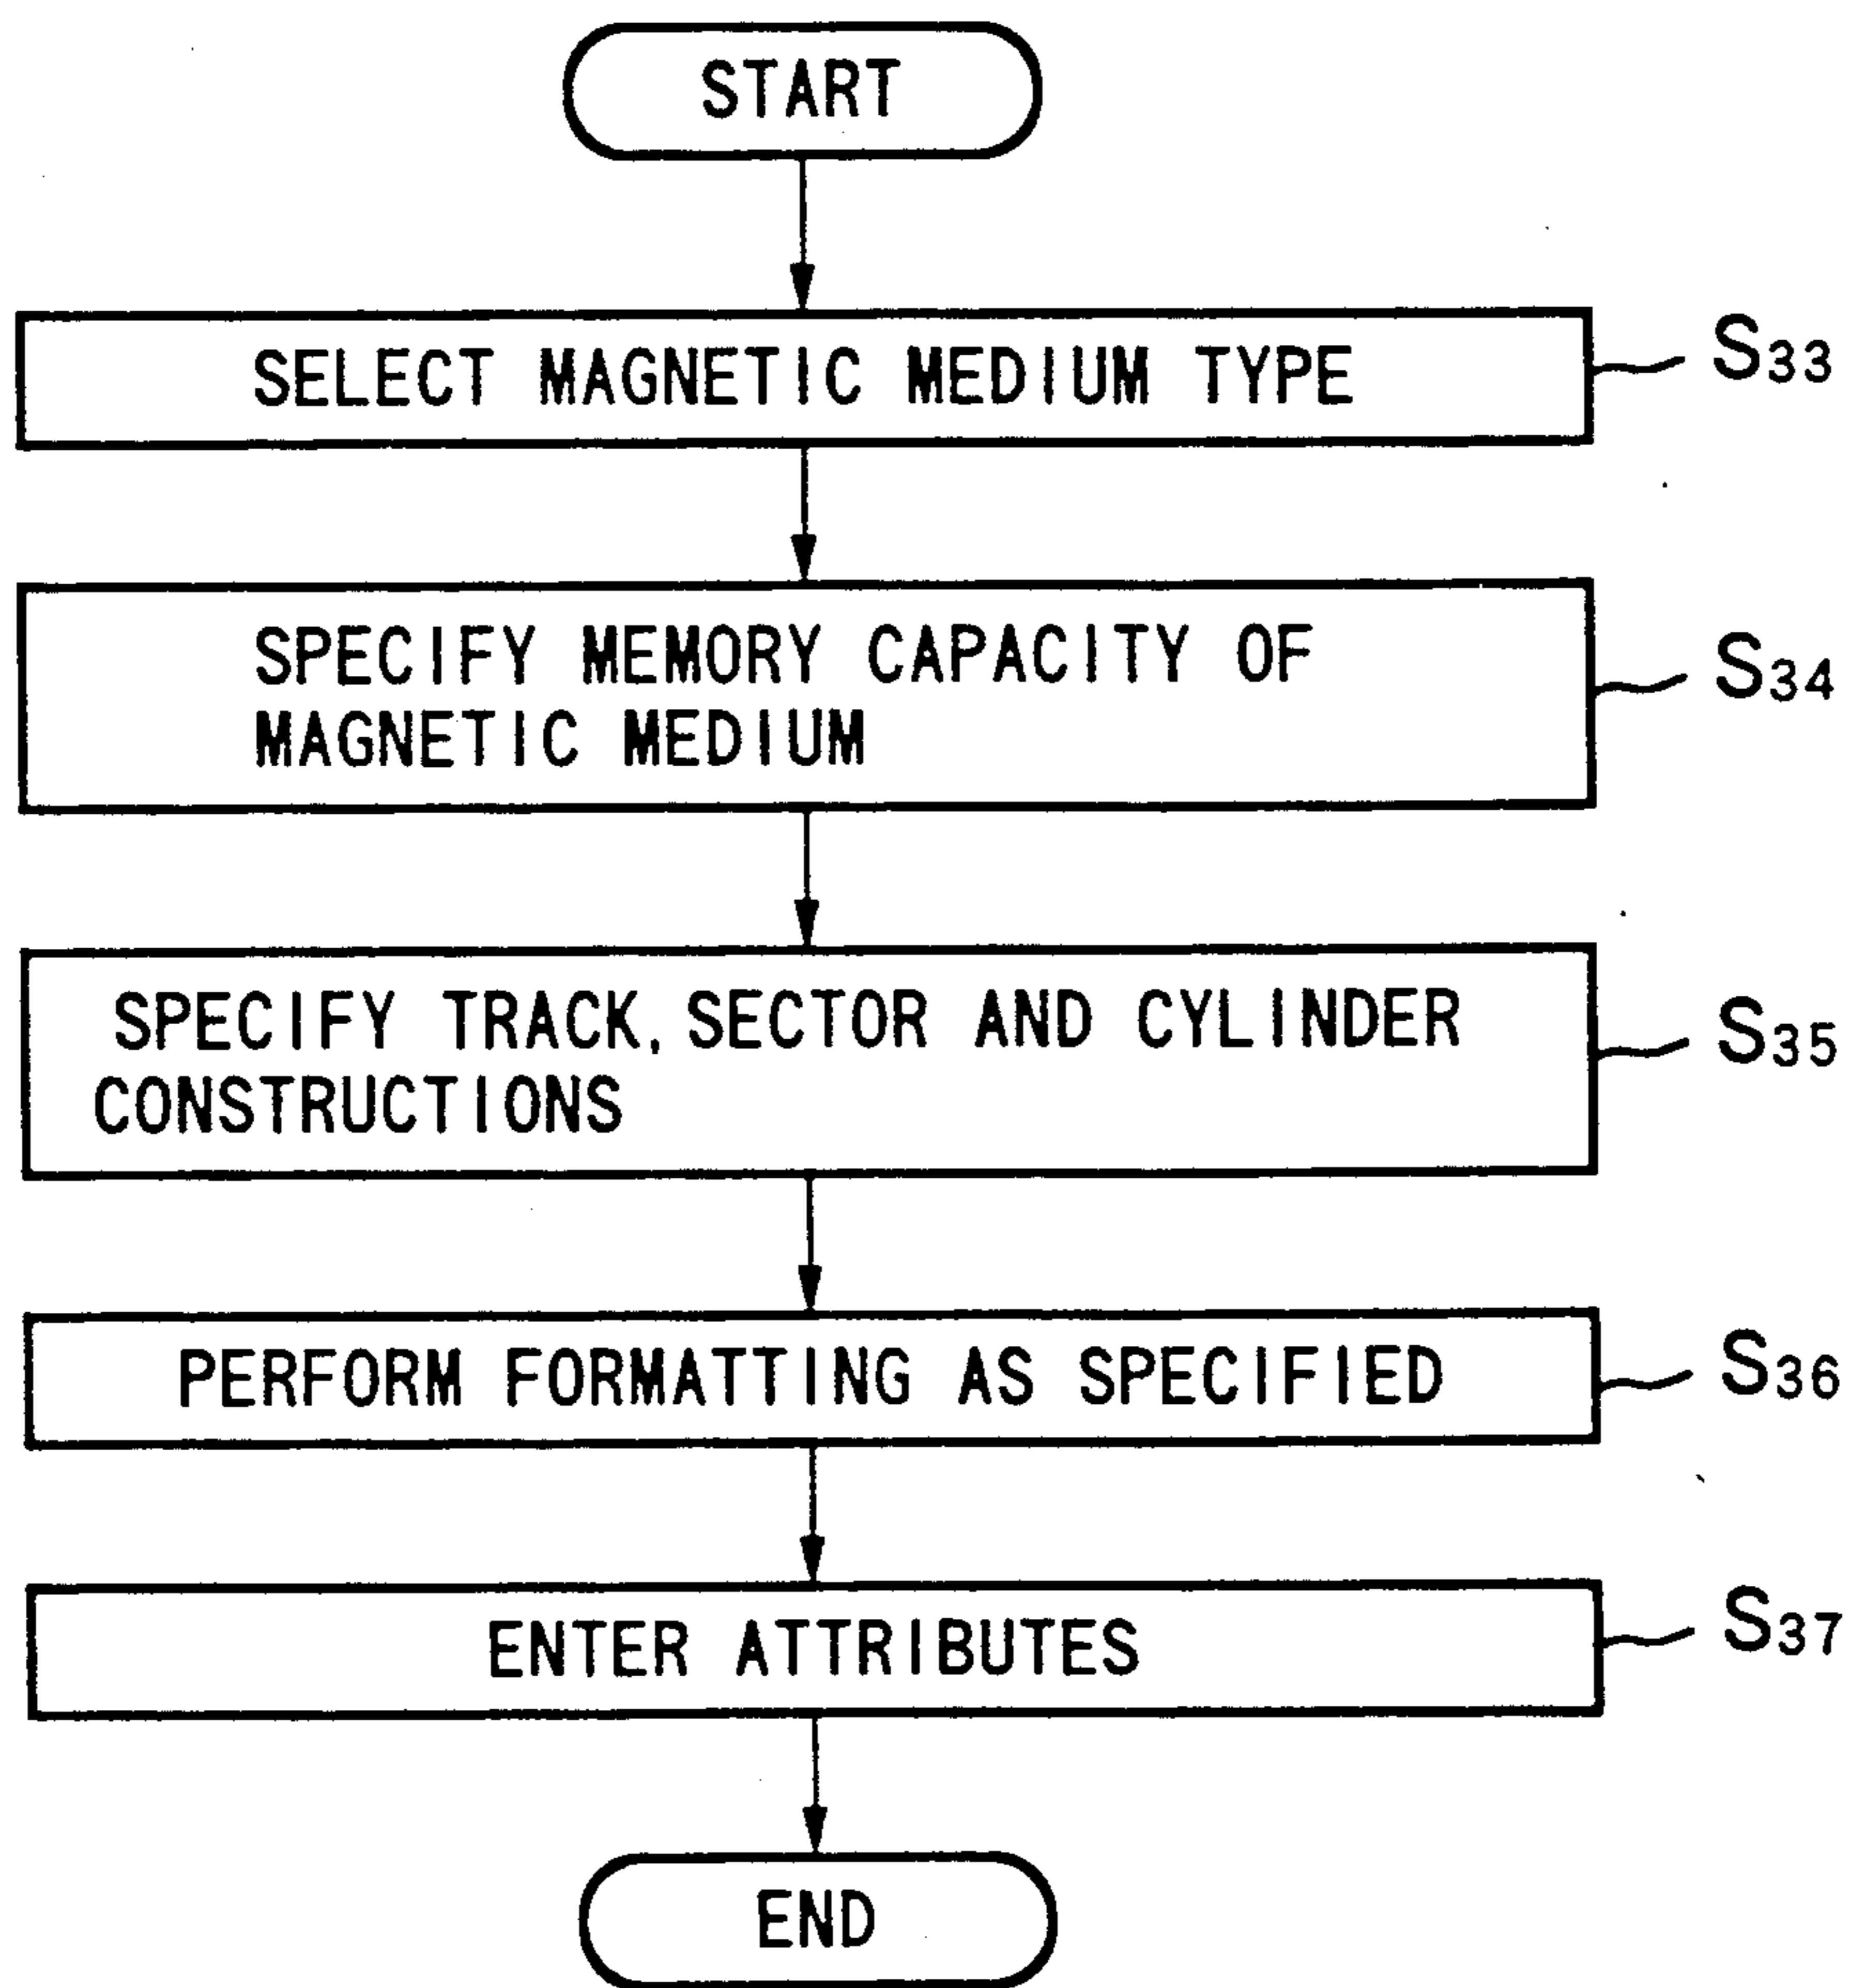 START
SELECT MAGNETIC MEDIUM TYPE
S33
SPECIFY MEMORY CAPACITY OF
MAGNETIC MEDIUM
S34
SPECIFY TRACK, SECTOR AND CYLINDER
CONSTRUCTIONS
S35
PERFORM FORMATTING AS SPECIFIED
S36
ENTER ATTRIBUTES
S37
END